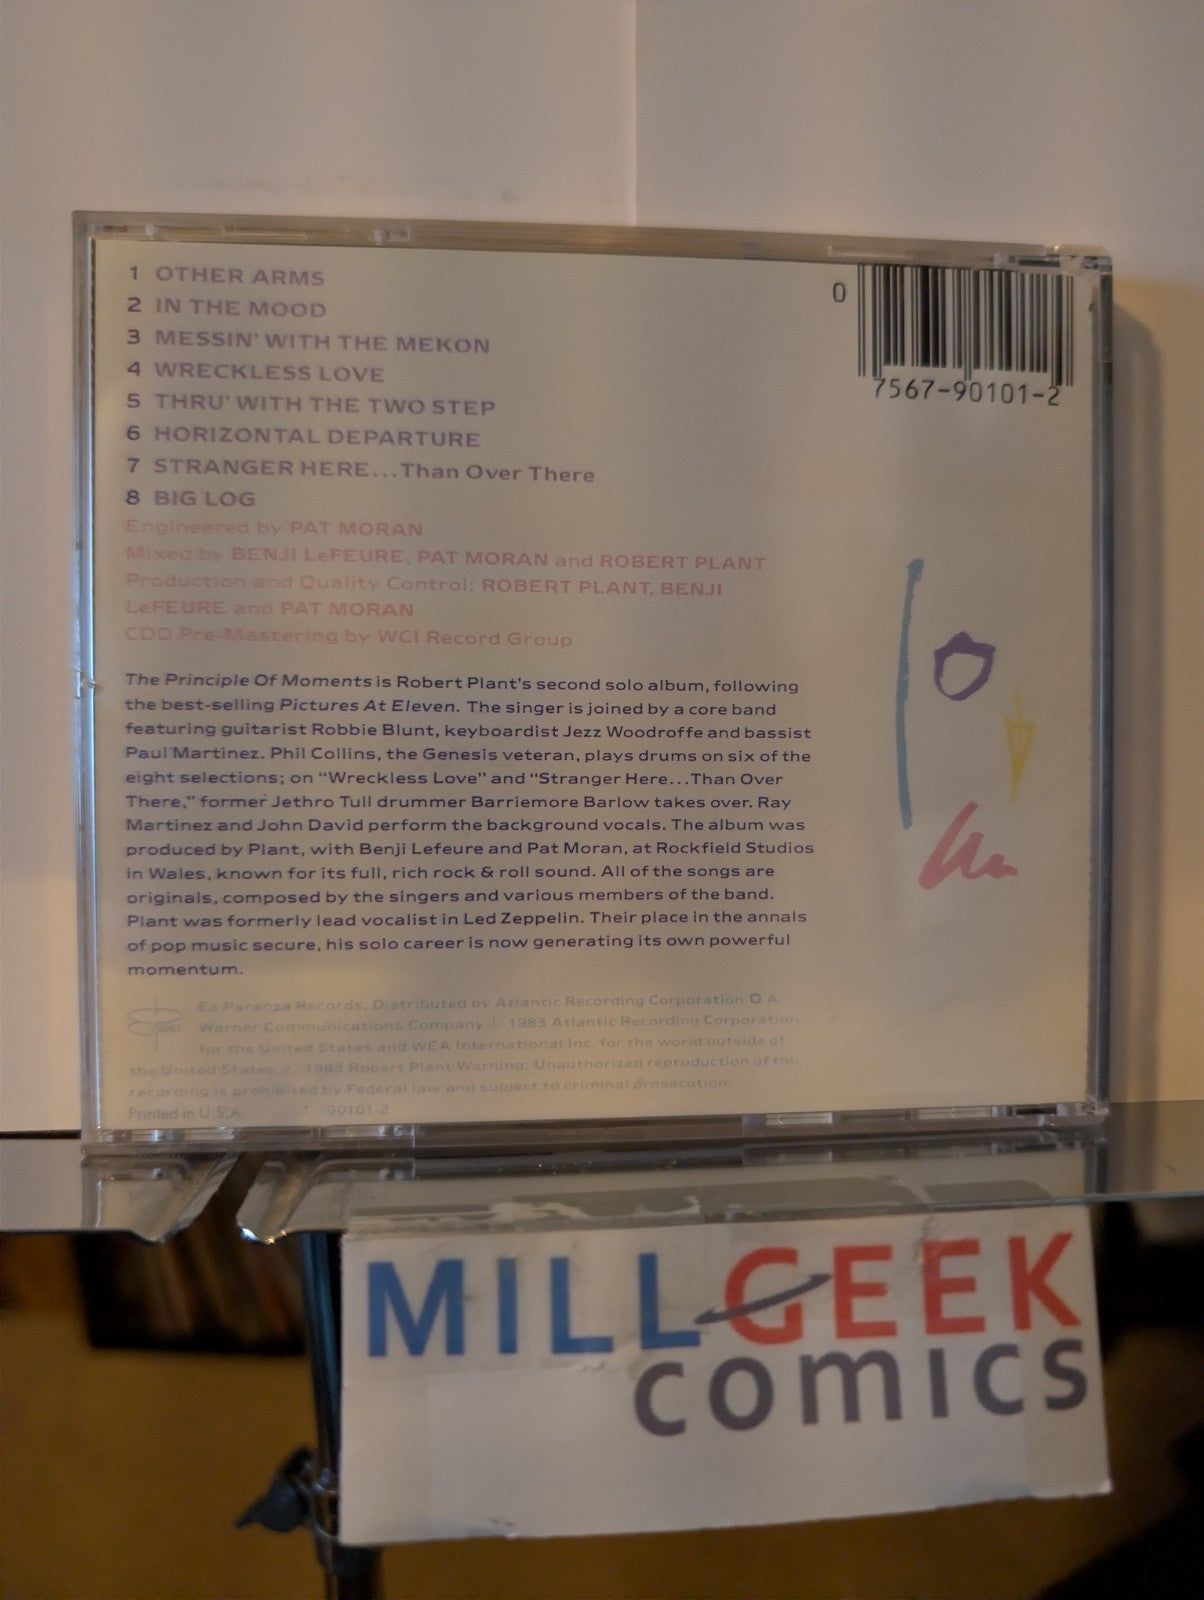 1 OTHER ARMS
2 IN THE MOOD
3 MESSIN' WITH THE MEKON
4 WRECKLESS LOVE
5 THRU' WITH THE TWO STEP
6 HORIZONTAL DEPARTURE
7 STRANGER HERE...Than Over There
8 BIG LOG
Engineered by PAT MORAN
Mixed by BENJI LeFEURE, PAT MORAN and ROBERT PLANT
Production and Quality Control: ROBERT PLANT, BENJI
LeFEURE and PAT MORAN
CDD Pre-Mastering by WCI Record Group
0
7567-90101-2
The Principle Of Moments is Robert Plant's second solo album, following
the best-selling Pictures At Eleven. The singer is joined by a core band
featuring guitarist Robbie Blunt, keyboardist Jezz Woodroffe and bassist
Paul Martinez. Phil Collins, the Genesis veteran, plays drums on six of the
eight selections; on "Wreckless Love" and "Stranger Here...Than Over
There," former Jethro Tull drummer Barriemore Barlow takes over. Ray
Martinez and John David perform the background vocals. The album was
produced by Plant, with Benji Lefeure and Pat Moran, at Rockfield Studios
in Wales, known for its full, rich rock & roll sound. All of the songs are
originals, composed by the singers and various members of the band.
Plant was formerly lead vocalist in Led Zeppelin. Their place in the annals
of pop music secure, his solo career is now generating its own powerful
momentum.
Es Paranza Records. Distributed by Atlantic Recording Corporation A
Warner Communications Company ℗ 1983 Atlantic Recording Corporation
for the United States and WEA International Inc. for the world outside of
the United States. 1983 Robert Plant Warning: Unauthorized reproduction of this
recording is prohibited by Federal law and subject to criminal prosecution.
Printed in U.S.A. 7 90101-2
MILLGEEK
comics